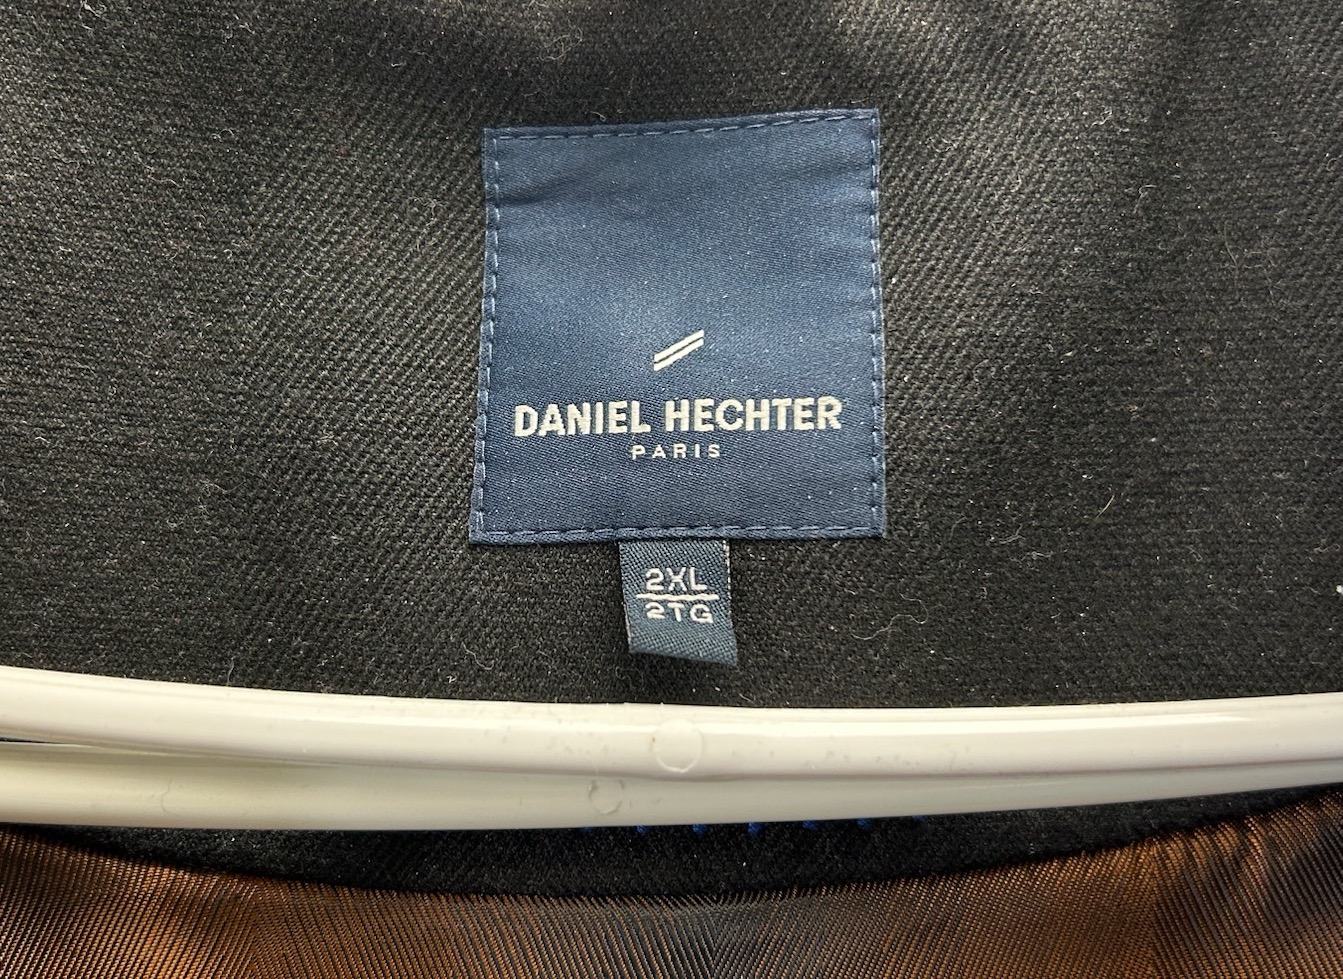 DANIEL HECHTER
PARIS
2XL
2TG